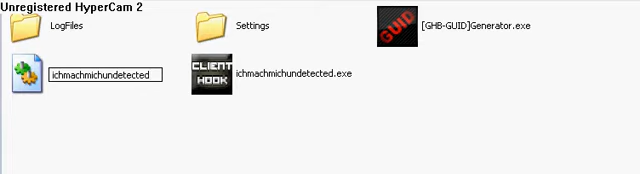 Unregistered HyperCam 2
LogFiles
Settings
GUID
[GHB-GUID]Generator.exe
ichmachmichundetected
CLIENT
HOOK
ichmachmichundetected.exe